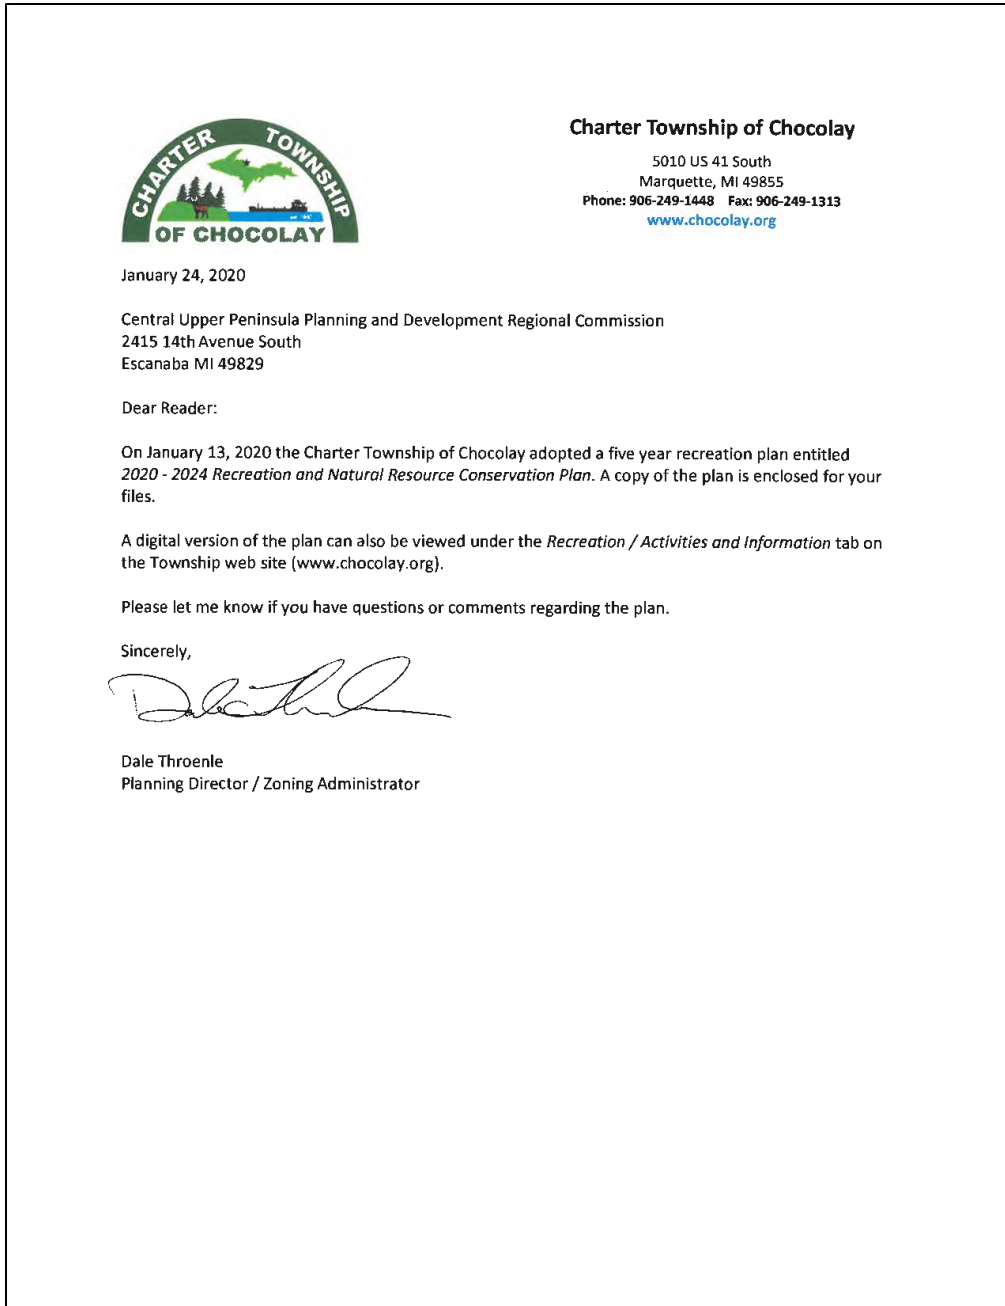 CHARTER TOWNSHIP
OF CHOCOLAY
Charter Township of Chocolay
5010 US 41 South
Marquette, MI 49855
Phone: 906-249-1448 Fax: 906-249-1313
www.chocolay.org
January 24, 2020
Central Upper Peninsula Planning and Development Regional Commission
2415 14th Avenue South
Escanaba MI 49829
Dear Reader:
On January 13, 2020 the Charter Township of Chocolay adopted a five year recreation plan entitled
2020 - 2024 Recreation and Natural Resource Conservation Plan. A copy of the plan is enclosed for your
files.
A digital version of the plan can also be viewed under the Recreation / Activities and Information tab on
the Township web site (www.chocolay.org).
Please let me know if you have questions or comments regarding the plan.
Sincerely,
Dale Throenle
Planning Director / Zoning Administrator